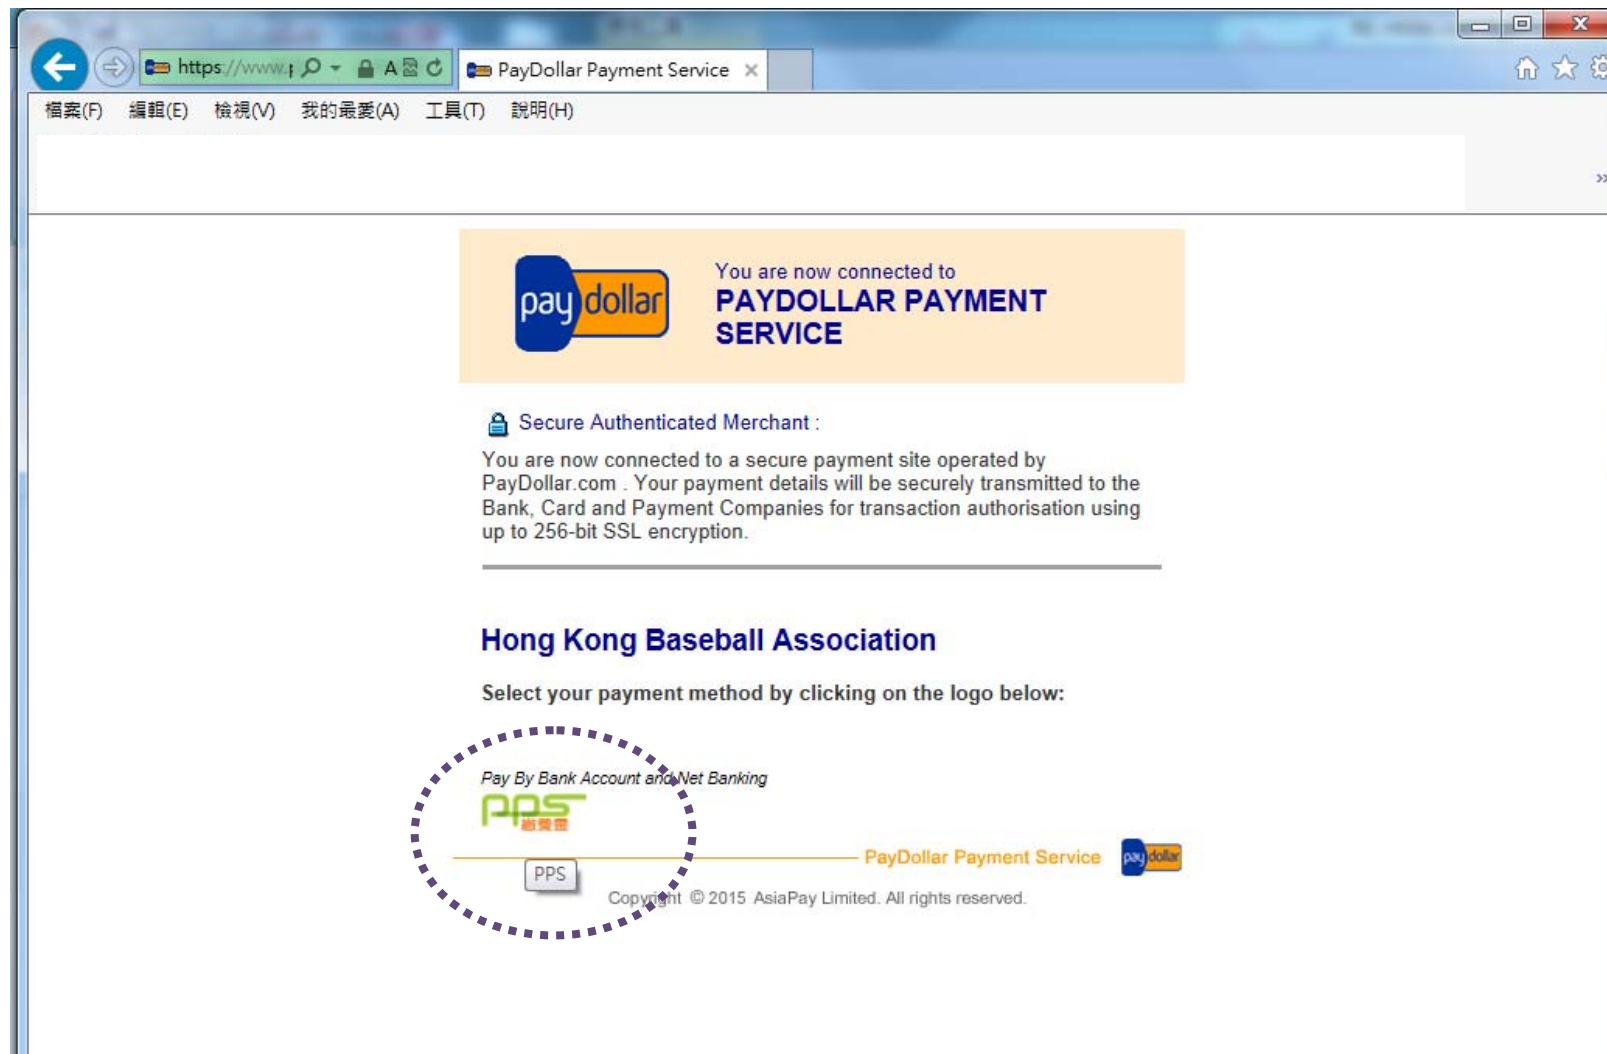 https://www.p
PayDollar Payment Service
檔案(F) 編輯(E) 檢視(V) 我的最愛(A) 工具(T) 說明(H)
paydollar
You are now connected to
PAYDOLLAR PAYMENT
SERVICE
Secure Authenticated Merchant :
You are now connected to a secure payment site operated by
PayDollar.com . Your payment details will be securely transmitted to the
Bank, Card and Payment Companies for transaction authorisation using
up to 256-bit SSL encryption.
Hong Kong Baseball Association
Select your payment method by clicking on the logo below:
Pay By Bank Account and Net Banking
pps
繳費靈
PayDollar Payment Service
paydollar
PPS
Copyright © 2015 AsiaPay Limited. All rights reserved.